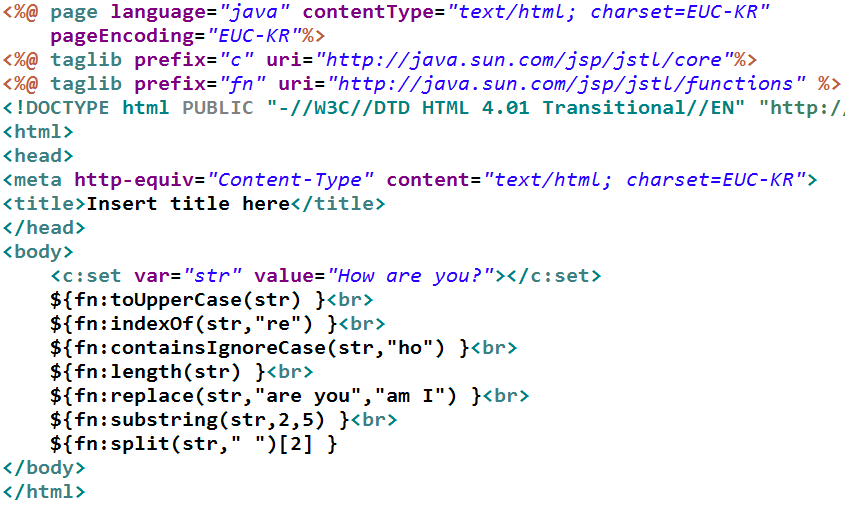 <%@ page language="java" contentType="text/html; charset=EUC-KR"
    pageEncoding="EUC-KR"%>
<%@ taglib prefix="c" uri="http://java.sun.com/jsp/jstl/core"%>
<%@ taglib prefix="fn" uri="http://java.sun.com/jsp/jstl/functions" %>
<!DOCTYPE html PUBLIC "-//W3C//DTD HTML 4.01 Transitional//EN" "http:/
<html>
<head>
<meta http-equiv="Content-Type" content="text/html; charset=EUC-KR">
<title>Insert title here</title>
</head>
<body>
    <c:set var="str" value="How are you?"></c:set>
    ${fn:toUpperCase(str) }<br>
    ${fn:indexOf(str,"re") }<br>
    ${fn:containsIgnoreCase(str,"ho") }<br>
    ${fn:length(str) }<br>
    ${fn:replace(str,"are you","am I") }<br>
    ${fn:substring(str,2,5) }<br>
    ${fn:split(str," ")[2] }
</body>
</html>